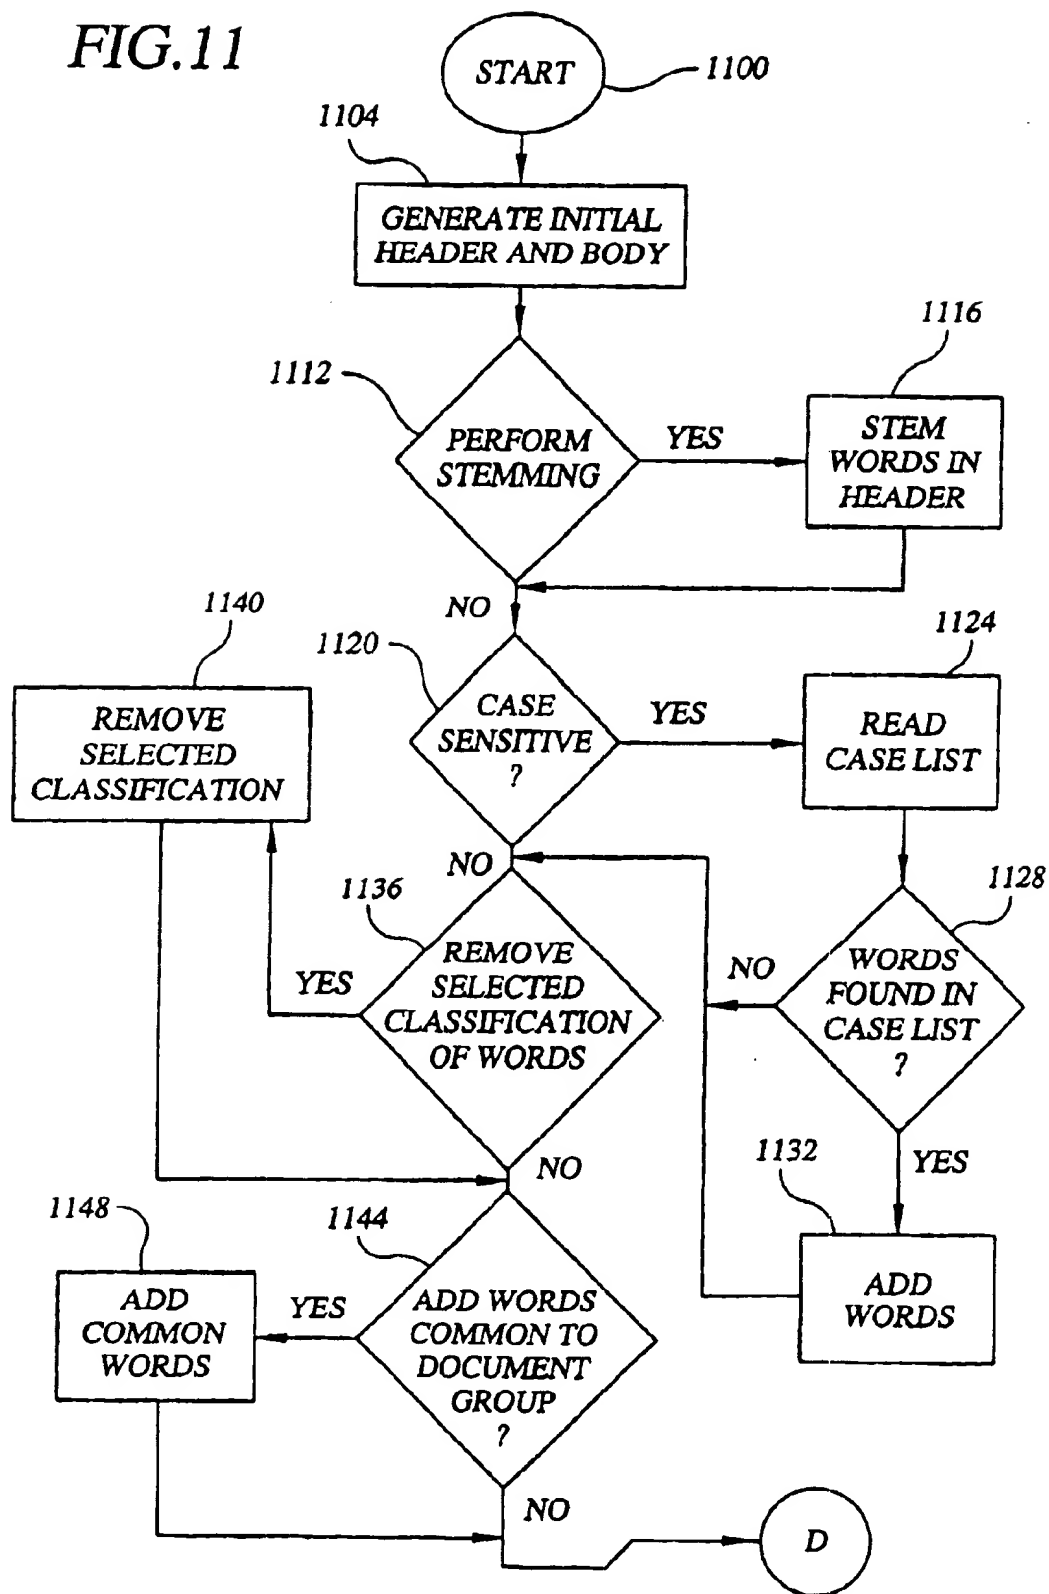 FIG.11
START
1100
1104
GENERATE INITIAL
HEADER AND BODY
1112
PERFORM
STEMMING
YES
1116
STEM
WORDS IN
HEADER
NO
1120
CASE
SENSITIVE
?
YES
1124
READ
CASE LIST
1140
REMOVE
SELECTED
CLASSIFICATION
NO
1136
REMOVE
SELECTED
CLASSIFICATION
OF WORDS
YES
1128
WORDS
FOUND IN
CASE LIST
?
NO
YES
1132
ADD
WORDS
NO
1144
ADD WORDS
COMMON TO
DOCUMENT
GROUP
?
YES
1148
ADD
COMMON
WORDS
NO
D